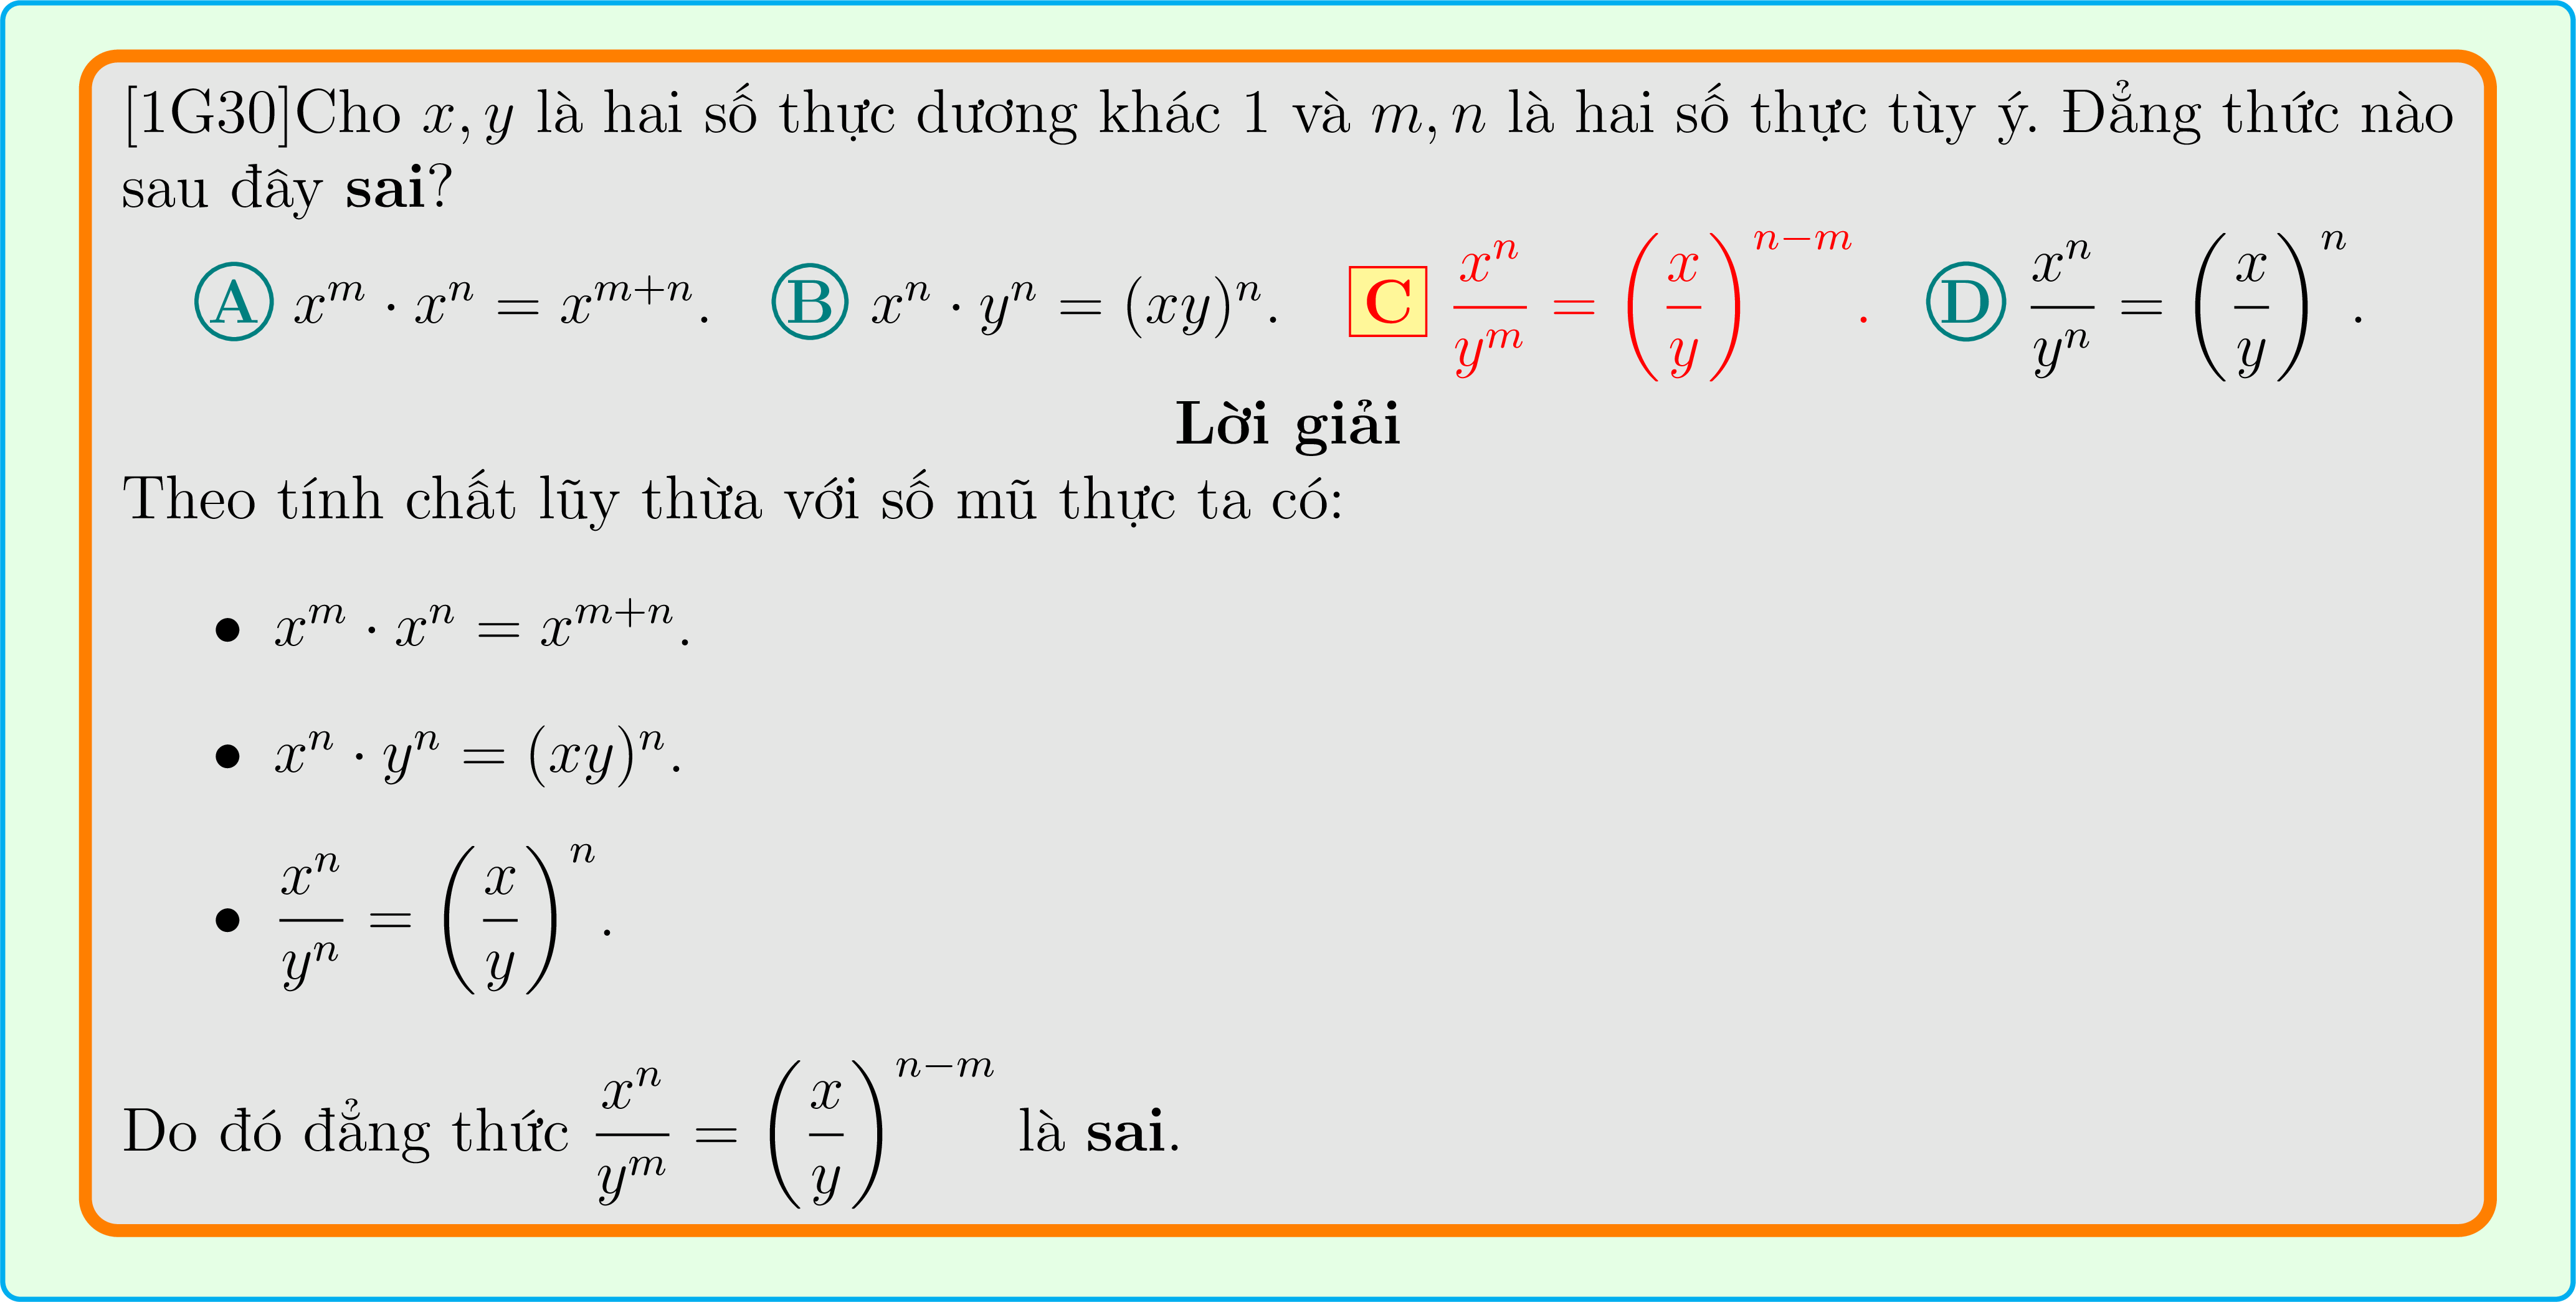 [1G30]Cho x, y là hai số thực dương khác 1 và m, n là hai số thực tùy ý. Đẳng thức nào
sau đây sai?
A $x^m \cdot x^n = x^{m+n}$. B $x^n \cdot y^n = (xy)^n$. C $\frac{x^n}{y^m} = \left(\frac{x}{y}\right)^{n-m}$. D $\frac{x^n}{y^n} = \left(\frac{x}{y}\right)^n$.
Lời giải
Theo tính chất lũy thừa với số mũ thực ta có:
• $x^m \cdot x^n = x^{m+n}$.
• $x^n \cdot y^n = (xy)^n$.
• $\frac{x^n}{y^n} = \left(\frac{x}{y}\right)^n$.
Do đó đẳng thức $\frac{x^n}{y^m} = \left(\frac{x}{y}\right)^{n-m}$ là sai.